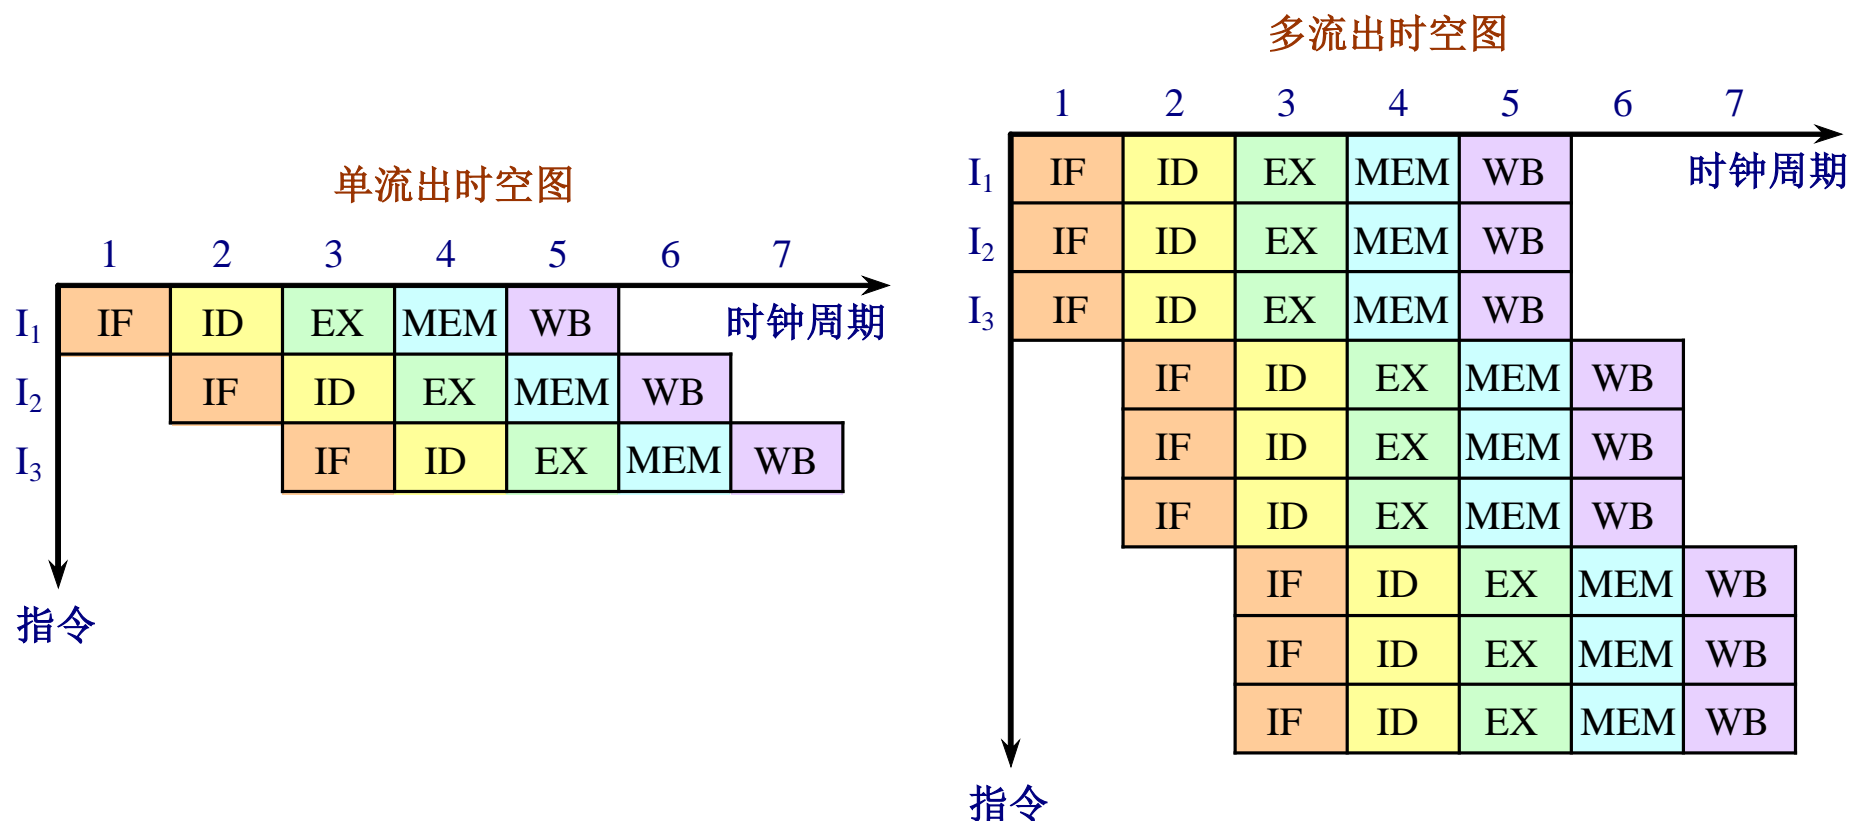 单流出时空图
1 2 3 4 5 6 7
时钟周期
I1 IF ID EX MEM WB
I2 IF ID EX MEM WB
I3 IF ID EX MEM WB
指令
多流出时空图
1 2 3 4 5 6 7
时钟周期
I1 IF ID EX MEM WB
I2 IF ID EX MEM WB
I3 IF ID EX MEM WB
IF ID EX MEM WB
IF ID EX MEM WB
IF ID EX MEM WB
IF ID EX MEM WB
IF ID EX MEM WB
IF ID EX MEM WB
指令